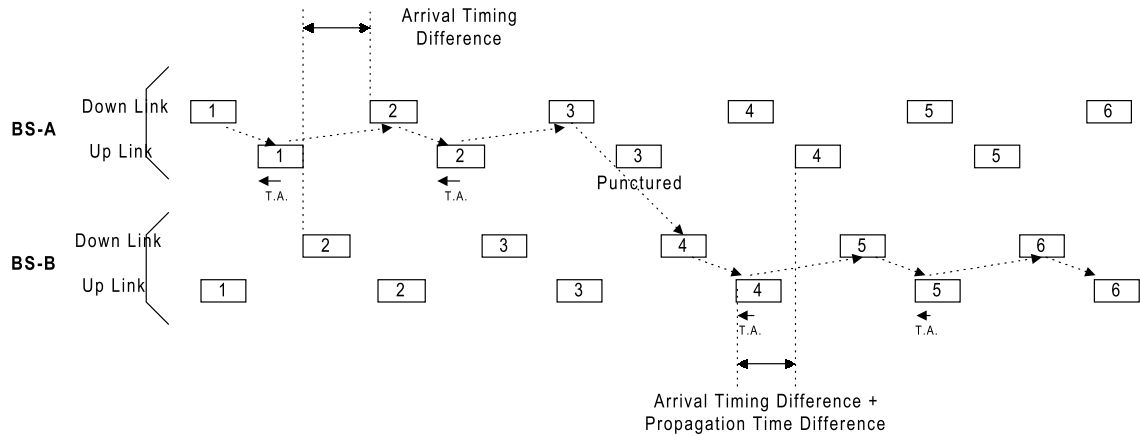 Arrival Timing
Difference
Down Link 1 2 3 4 5 6
BS-A
Up Link 1 2 3 4 5
T.A. T.A.
Punctured
Down Link 2 3 4 5 6
BS-B
Up Link 1 2 3 4 5 6
T.A. T.A.
Arrival Timing Difference +
Propagation Time Difference